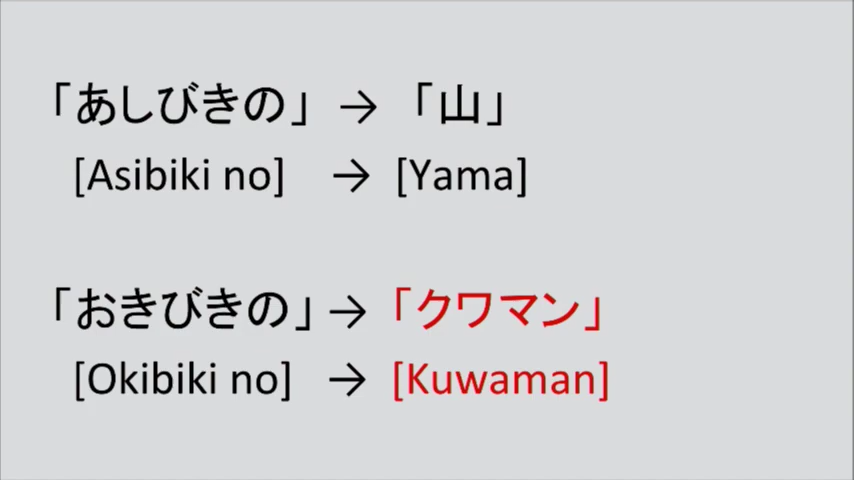 「あしびきの」 → 「山」
[Asibiki no] → [Yama]
「おきびきの」 → 「クワマン」
[Okibiki no] → [Kuwaman]